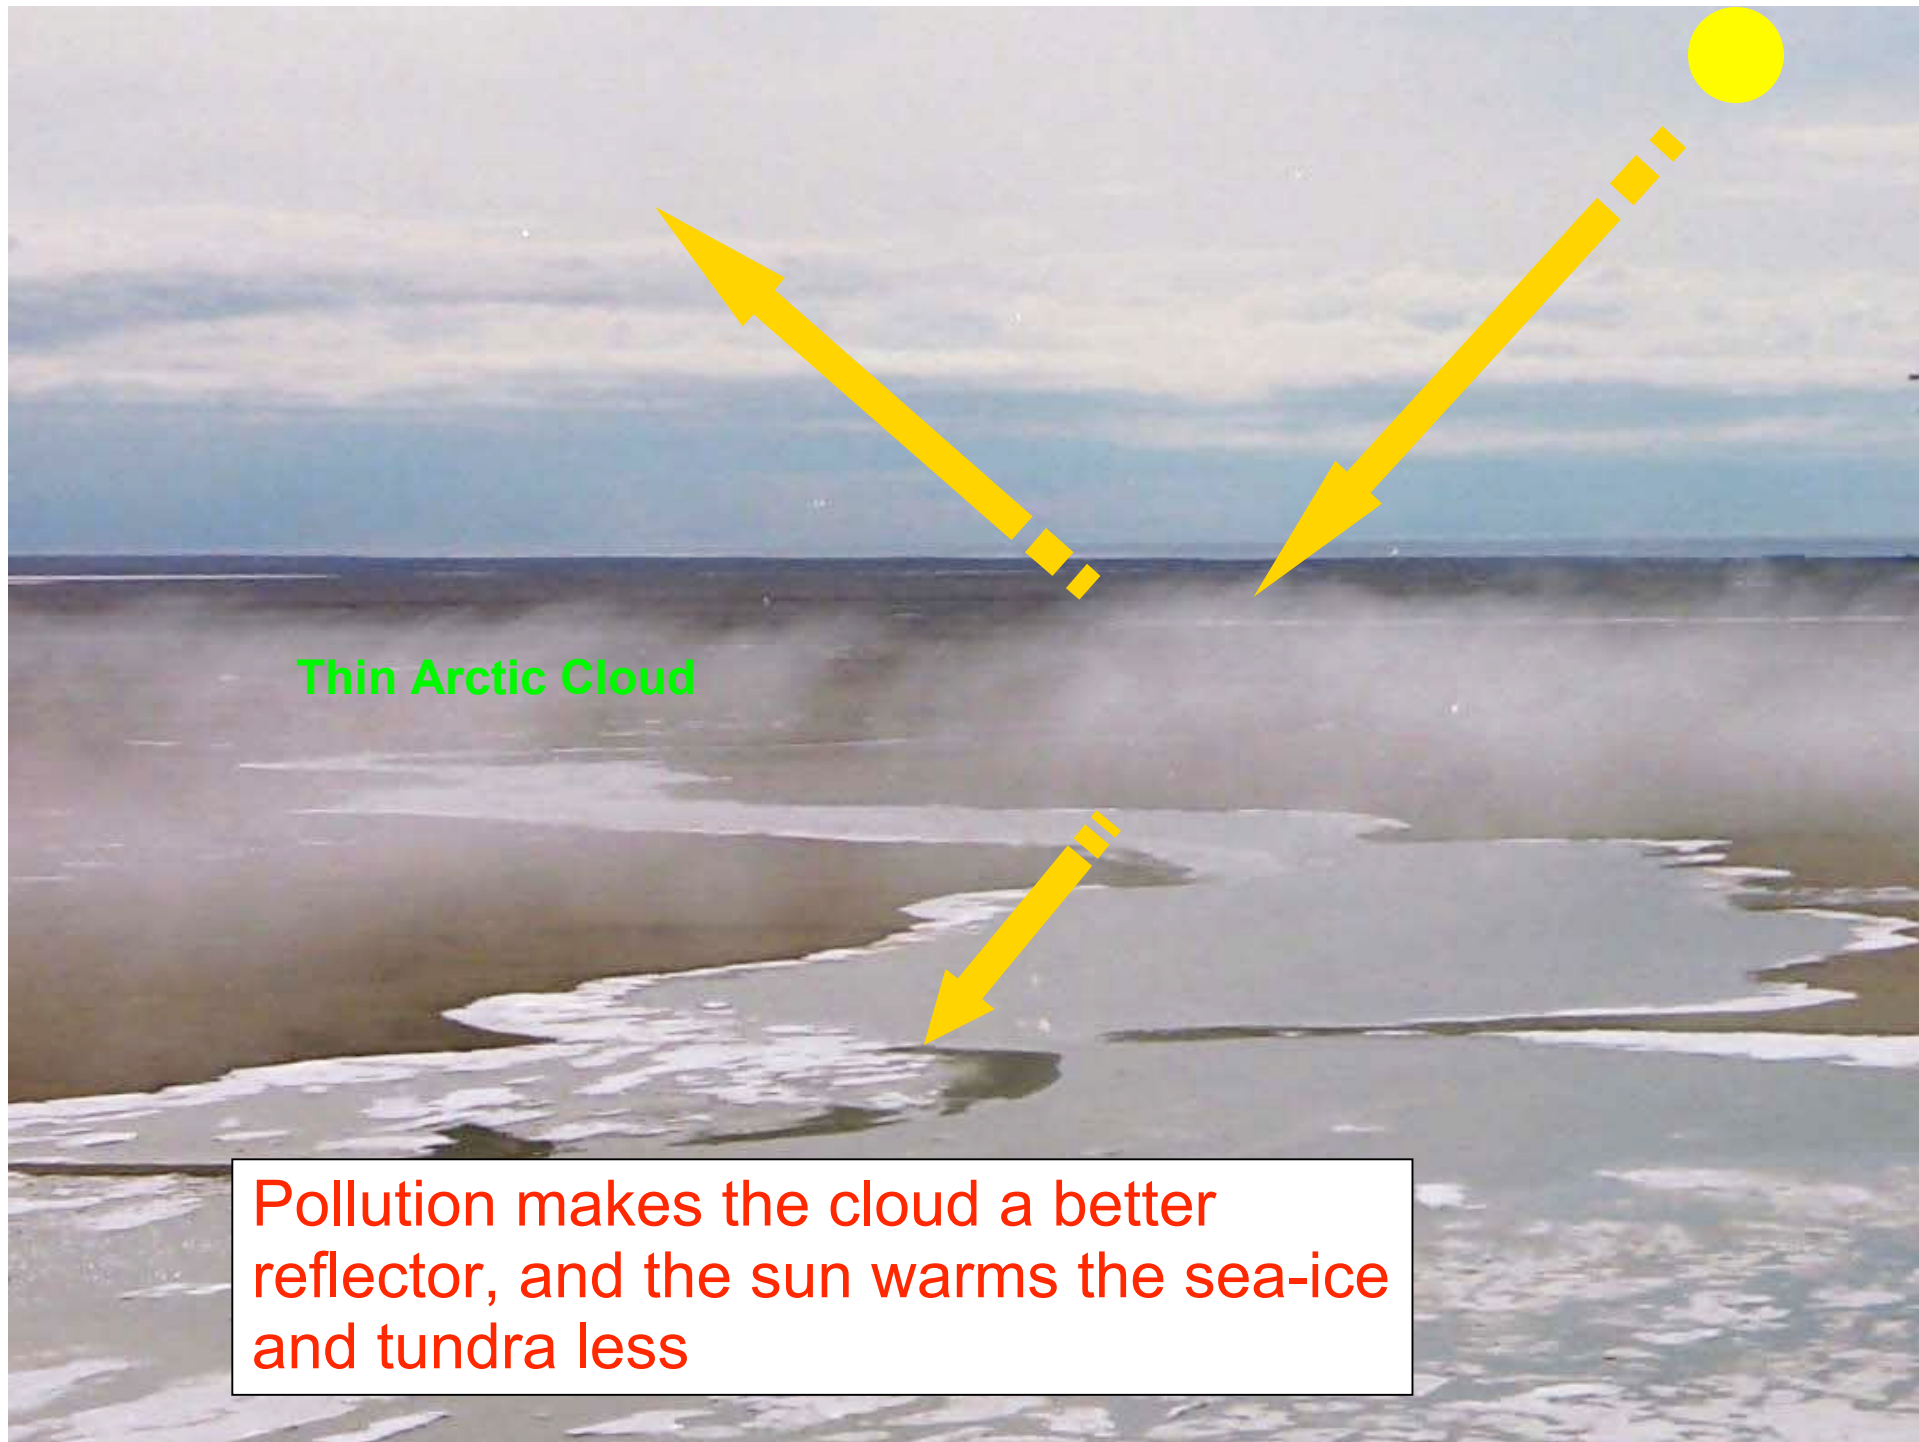 Thin Arctic Cloud
Pollution makes the cloud a better
reflector, and the sun warms the sea-ice
and tundra less